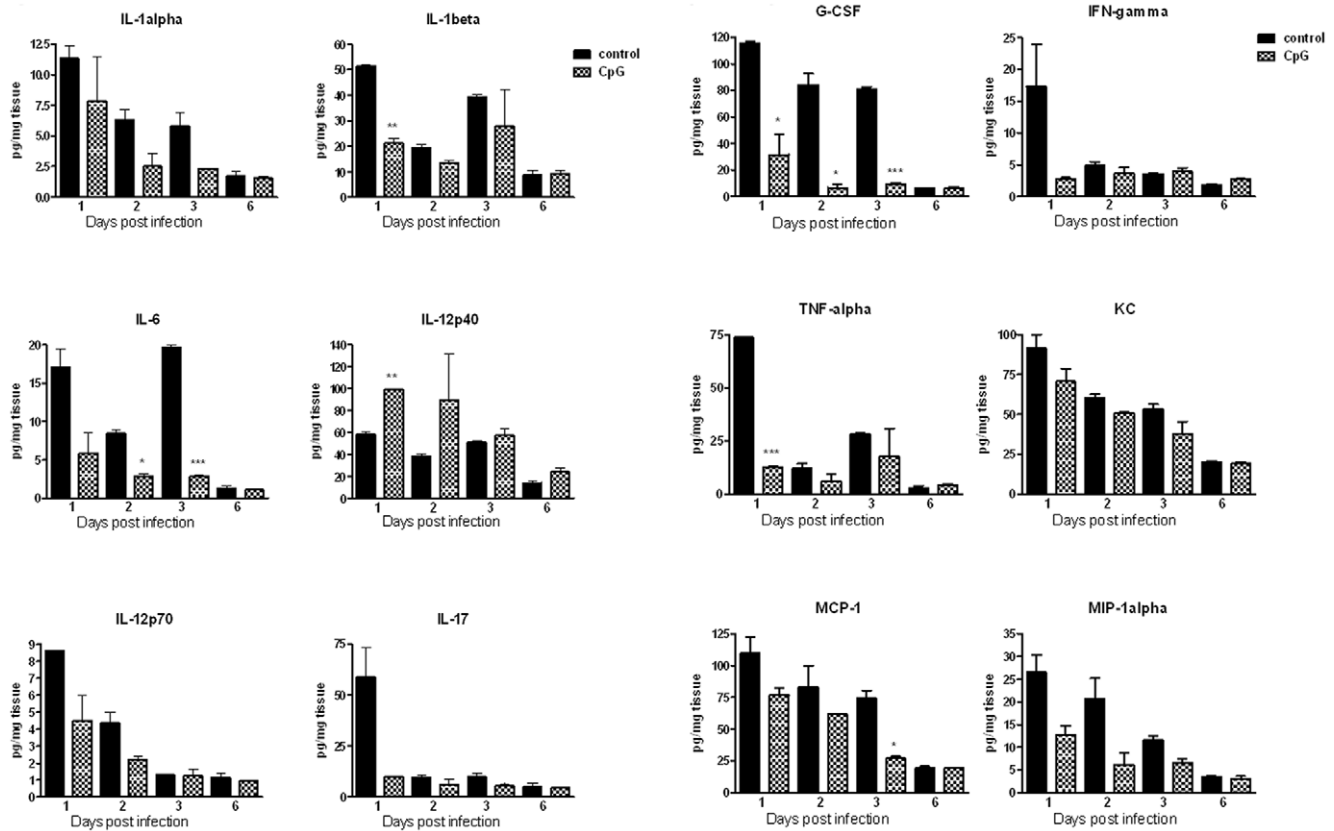 IL-1alpha
12.5
10.0
7.5
5.0
2.5
0.0
pg/mg tissue
1 2 3 6
Days post infection
IL-1beta
60
50
40
30
20
10
0
pg/mg tissue
**
1 2 3 6
Days post infection
control
CpG
G-CSF
120
100
80
60
40
20
0
pg/mg tissue
* * ***
1 2 3 6
Days post infection
IFN-gamma
25
20
15
10
5
0
pg/mg tissue
1 2 3 6
Days post infection
control
CpG
IL-6
20
15
10
5
0
pg/mg tissue
* ***
1 2 3 6
Days post infection
IL-12p40
140
120
100
80
60
40
20
0
pg/mg tissue
**
1 2 3 6
Days post infection
TNF-alpha
75
50
25
0
pg/mg tissue
***
1 2 3 6
Days post infection
KC
100
75
50
25
0
pg/mg tissue
1 2 3 6
Days post infection
IL-12p70
9
8
7
6
5
4
3
2
1
0
pg/mg tissue
1 2 3 6
Days post infection
IL-17
75
50
25
0
pg/mg tissue
1 2 3 6
Days post infection
MCP-1
125
100
75
50
25
0
pg/mg tissue
*
1 2 3 6
Days post infection
MIP-1alpha
35
30
25
20
15
10
5
0
pg/mg tissue
1 2 3 6
Days post infection